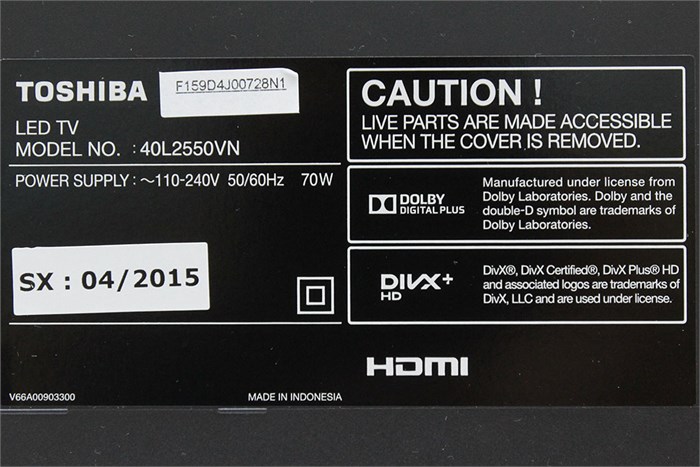 TOSHIBA
F159D4J00728N1
LED TV
MODEL NO. : 40L2550VN
POWER SUPPLY : ~110-240V 50/60Hz 70W
SX : 04/2015
V66A00903300
MADE IN INDONESIA
CAUTION !
LIVE PARTS ARE MADE ACCESSIBLE
WHEN THE COVER IS REMOVED.
DOLBY
DIGITAL PLUS
Manufactured under license from
Dolby Laboratories. Dolby and the
double-D symbol are trademarks of
Dolby Laboratories.
DIVX+
HD
DivX®, DivX Certified®, DivX Plus® HD
and associated logos are trademarks of
DivX, LLC and are used under license.
HDMI